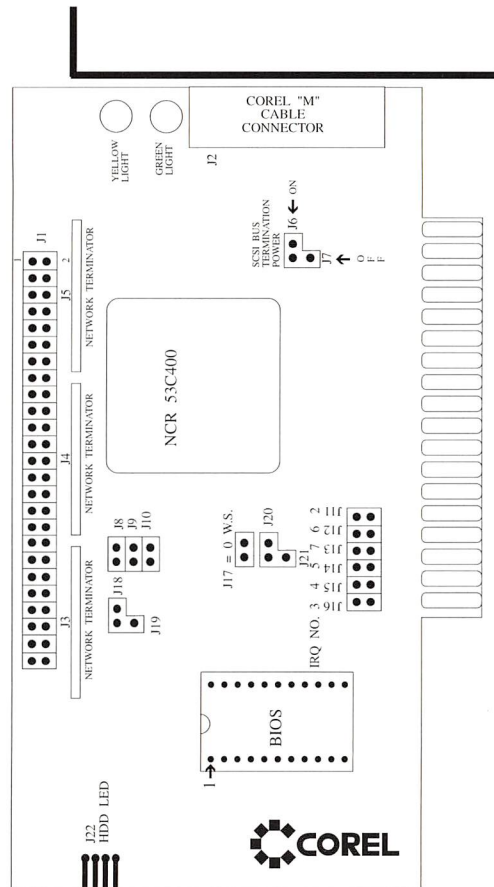 COREL "M"
CABLE
CONNECTOR
J2
YELLOW
LIGHT
GREEN
LIGHT
1
J1
2
J5
NETWORK TERMINATOR
J4
NETWORK TERMINATOR
J3
NETWORK TERMINATOR
SCSI BUS
TERMINATION
POWER
J6 ← ON
J7 ← OFF
NCR 53C400
J8
J9
J10
J18
J19
J17 = 0 W.S.
J20
J21
IRQ NO. 3 4 5 7 6 2
J16 J15 J14 J13 J12 J11
BIOS
1→
J22
HDD LED
COREL